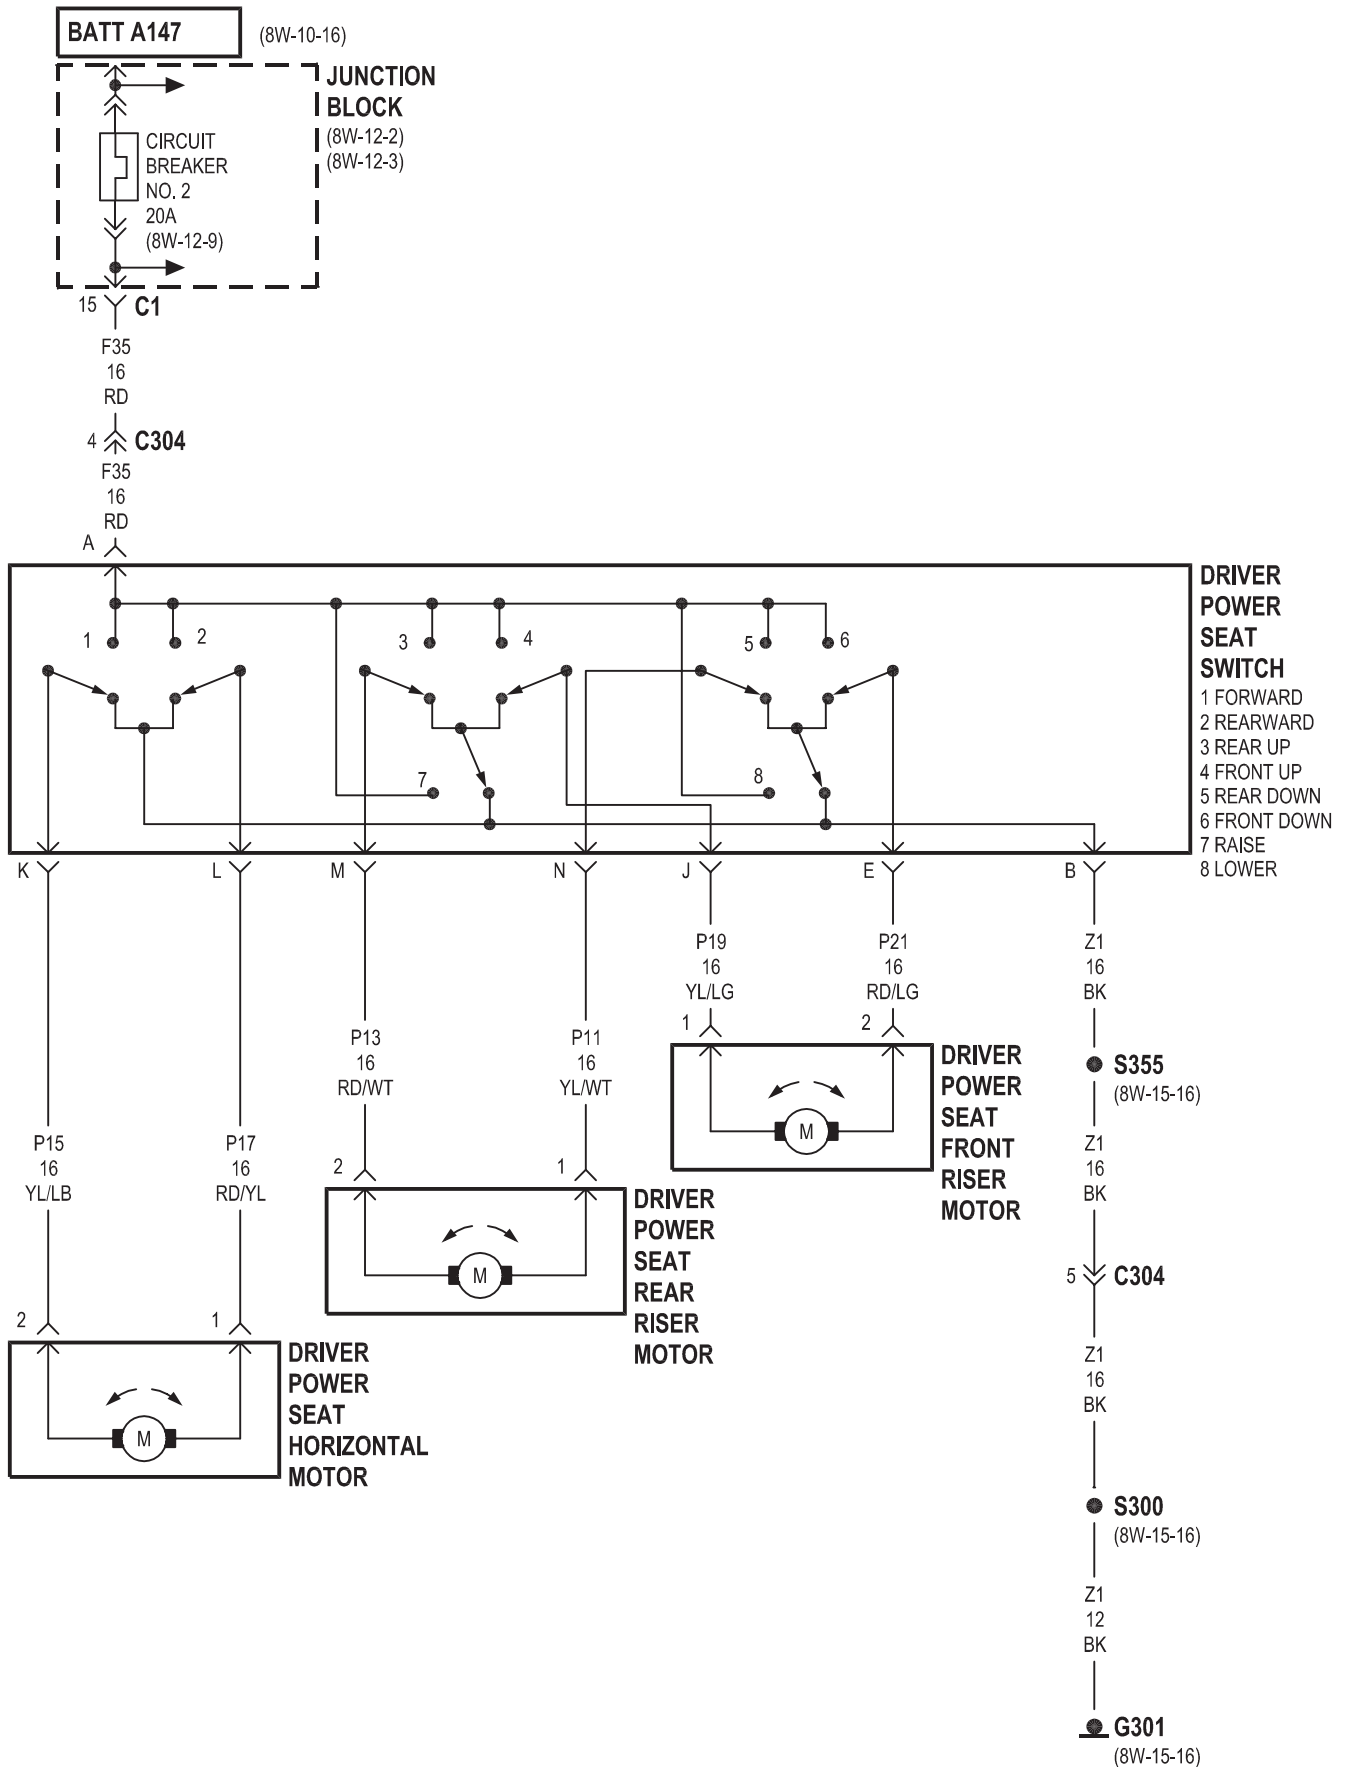 BATT A147
(8W-10-16)
JUNCTION
BLOCK
(8W-12-2)
(8W-12-3)
CIRCUIT
BREAKER
NO. 2
20A
(8W-12-9)
15
C1
F35
16
RD
4
C304
F35
16
RD
A
1
2
3
4
5
6
7
8
DRIVER
POWER
SEAT
SWITCH
1 FORWARD
2 REARWARD
3 REAR UP
4 FRONT UP
5 REAR DOWN
6 FRONT DOWN
7 RAISE
8 LOWER
K
L
M
N
J
E
B
P19
16
YL/LG
1
P21
16
RD/LG
2
Z1
16
BK
P13
16
RD/WT
2
P11
16
YL/WT
1
M
DRIVER
POWER
SEAT
FRONT
RISER
MOTOR
S355
(8W-15-16)
P15
16
YL/LB
2
P17
16
RD/YL
1
Z1
16
BK
M
DRIVER
POWER
SEAT
REAR
RISER
MOTOR
5
C304
M
DRIVER
POWER
SEAT
HORIZONTAL
MOTOR
Z1
16
BK
S300
(8W-15-16)
Z1
12
BK
G301
(8W-15-16)